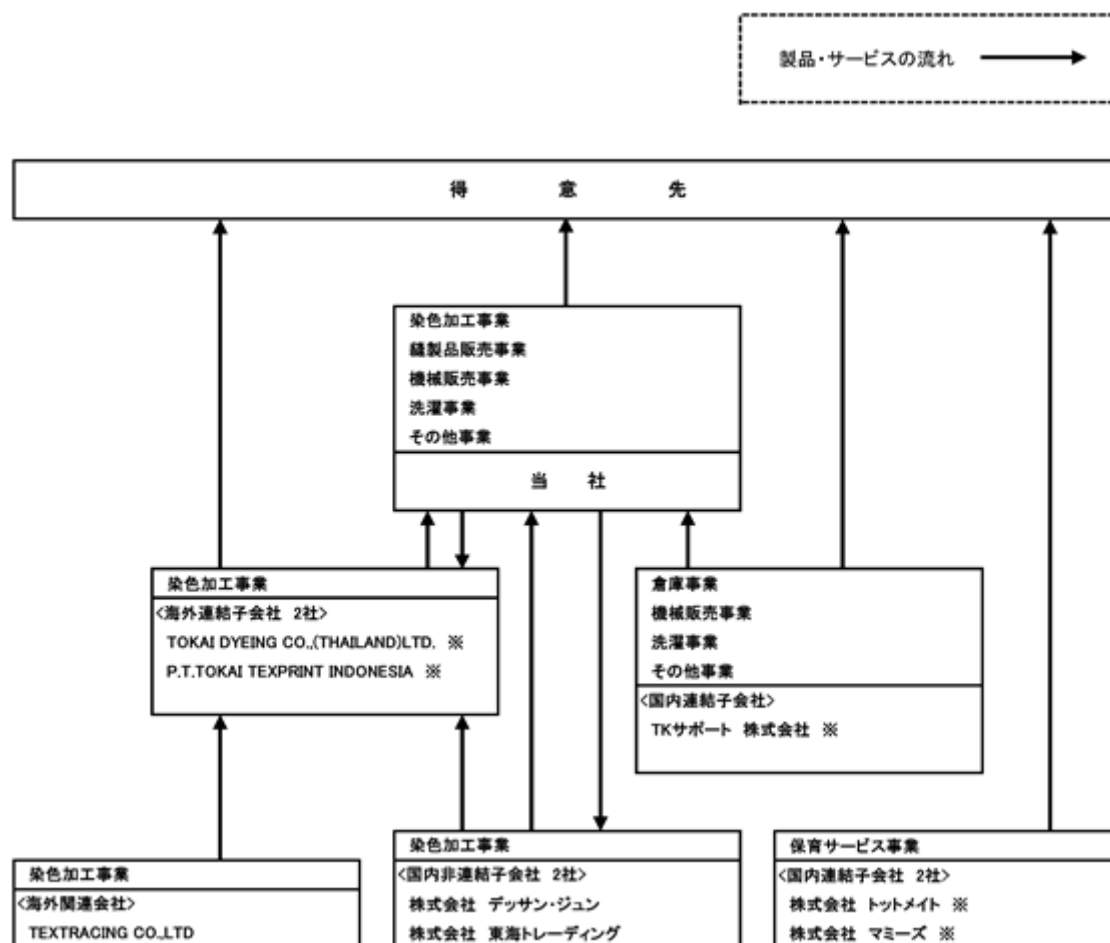 製品・サービスの流れ
得意先
染色加工事業
縫製品販売事業
機械販売事業
洗濯事業
その他事業
当社
染色加工事業
<海外連結子会社 2社>
TOKAI DYEING CO.,(THAILAND)LTD. ※
P.T.TOKAI TEXPRINT INDONESIA ※
倉庫事業
機械販売事業
洗濯事業
その他事業
<国内連結子会社>
TKサポート 株式会社 ※
染色加工事業
<海外関連会社>
TEXTRACING CO.,LTD
染色加工事業
<国内非連結子会社 2社>
株式会社 デッサン・ジュン
株式会社 東海トレーディング
保育サービス事業
<国内連結子会社 2社>
株式会社 トットメイト ※
株式会社 マミーズ ※